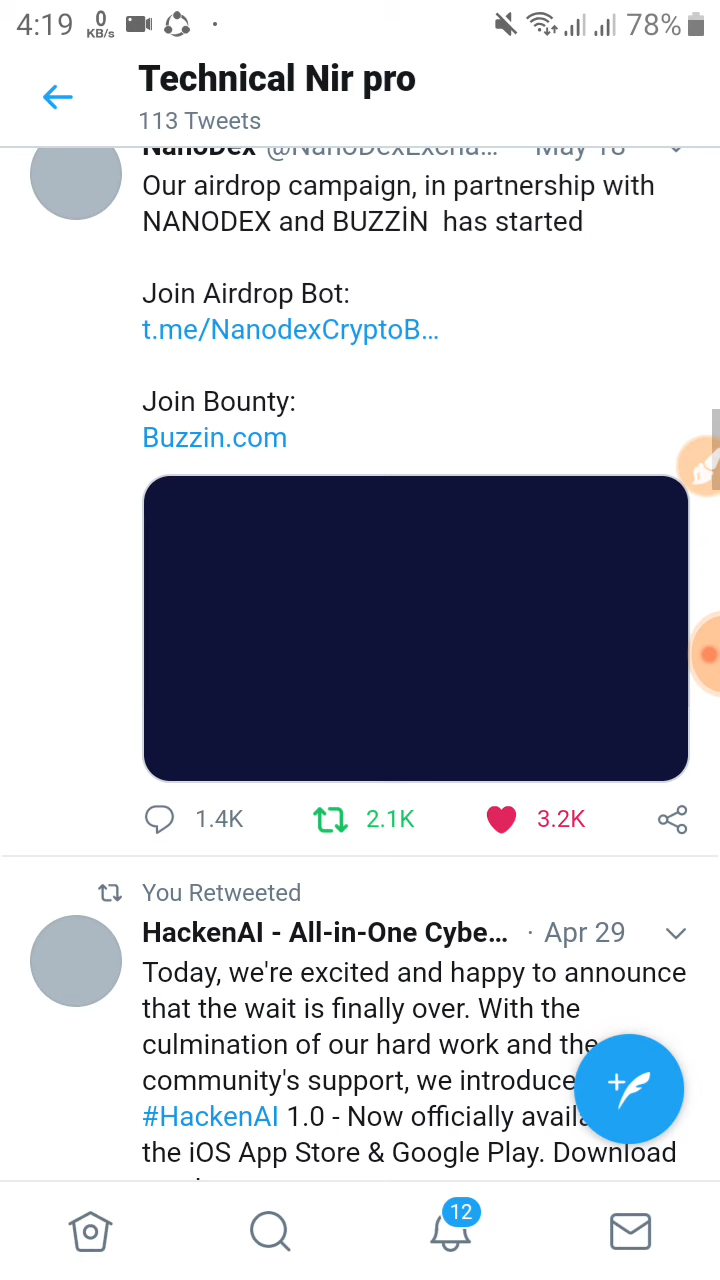 4:19 0 KB/s 78%
Technical Nir pro
113 Tweets
NanoDex @NanoDexExcha... May 18
Our airdrop campaign, in partnership with
NANODEX and BUZZİN has started
Join Airdrop Bot:
t.me/NanodexCryptoB...
Join Bounty:
Buzzin.com
1.4K 2.1K 3.2K
You Retweeted
HackenAI - All-in-One Cybe... · Apr 29
Today, we're excited and happy to announce
that the wait is finally over. With the
culmination of our hard work and the
community's support, we introduce
#HackenAI 1.0 - Now officially
the iOS App Store & Google Play. Download
12